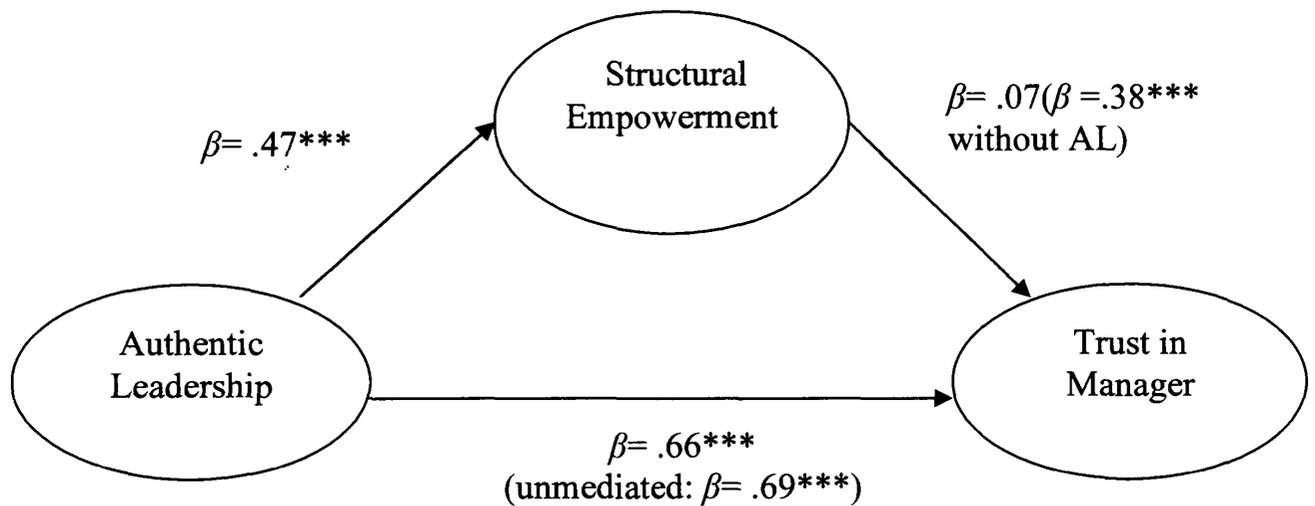 Structural
Empowerment
β= .07(β =.38***
without AL)
β= .47***
Authentic
Leadership
Trust in
Manager
β= .66***
(unmediated: β= .69***)